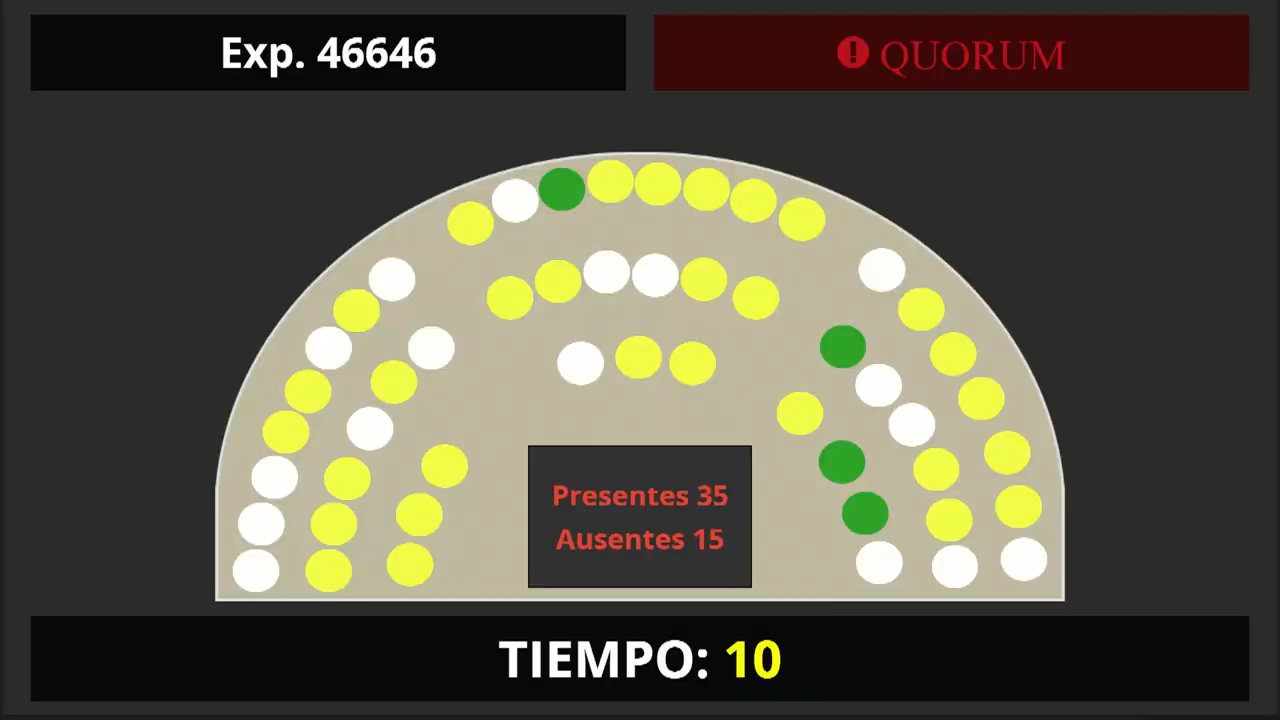 Exp. 46646
QUORUM
Presentes 35
Ausentes 15
TIEMPO: 10